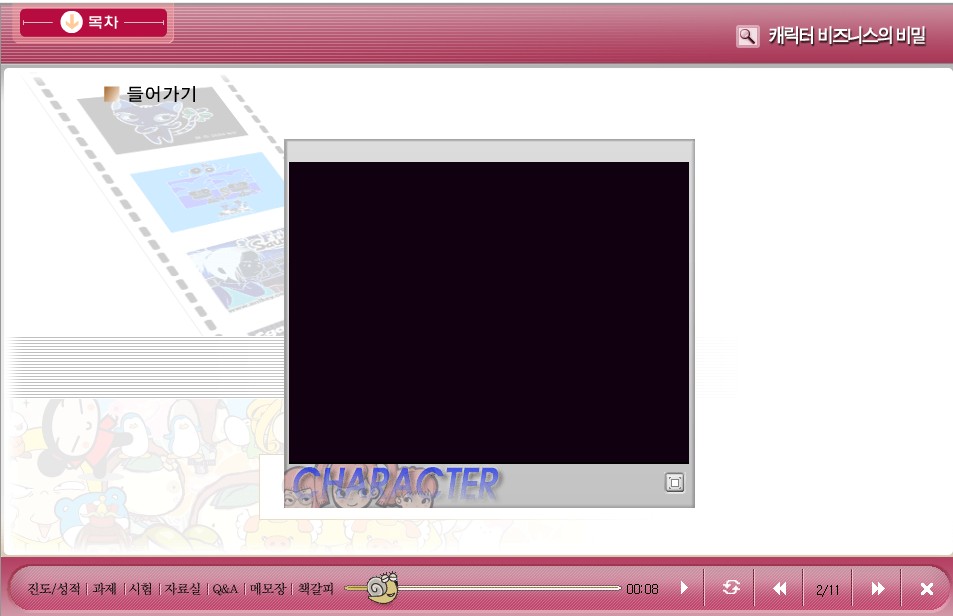 목차
캐릭터 비즈니스의 비밀
들어가기
CHARACTER
진도/성적 | 과제 | 시험 | 자료실 | Q&A | 메모장 | 책갈피
00:08
2/11